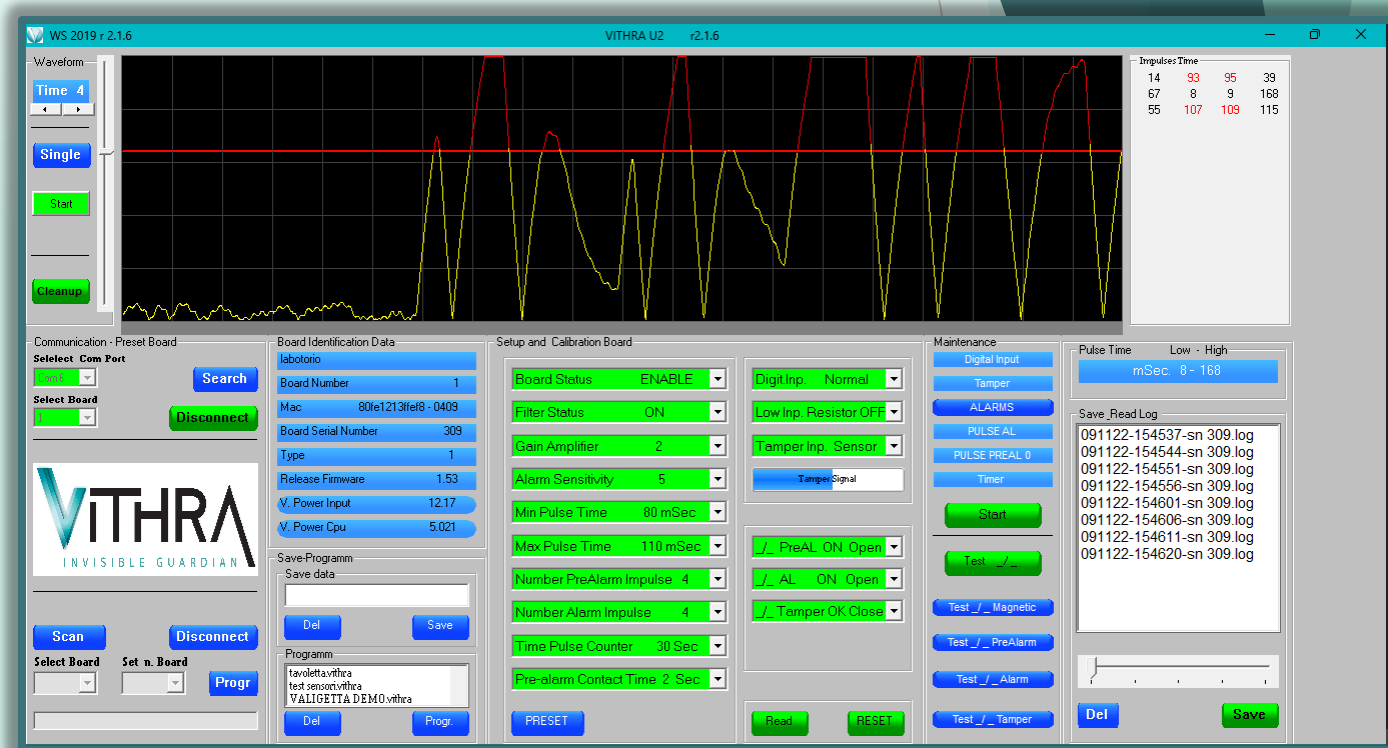 WS 2019 r 2.1.6
VITHRA U2 r2.1.6
Waveform
Time 4
Single
Start
Cleanup
Impulses Time
14 93 95 39
67 8 9 168
55 107 109 115
Communication - Preset Board
Selelect Com Port
Com 6
Search
Select Board
1
Disconnect
VITHRA
INVISIBLE GUARDIAN
Scan
Disconnect
Select Board
Set n. Board
Progr
Board Identification Data
labotorio
Board Number 1
Mac 80fe1213ffef8 - 0409
Board Serial Number 309
Type 1
Release Firmware 1.53
V. Power Input 12.17
V. Power Cpu 5.021
Save-Programm
Save data
Del
Save
Programm
tavoletta.vithra
test sensori.vithra
VALIGETTA DEMO.vithra
Del
Progr.
Setup and Calibration Board
Board Status ENABLE
Filter Status ON
Gain Amplifier 2
Alarm Sensitivity 5
Min Pulse Time 80 mSec
Max Pulse Time 110 mSec
Number PreAlarm Impulse 4
Number Alarm Impulse 4
Time Pulse Counter 30 Sec
Pre-alarm Contact Time 2 Sec
PRESET
Digit Inp. Normal
Low Inp. Resistor OFF
Tamper Inp. Sensor
Tamper Signal
_/_ PreAL ON Open
_/_ AL ON Open
_/_ Tamper OK Close
Read
RESET
Maintenance
Digital Input
Tamper
ALARMS
PULSE AL
PULSE PREAL 0
Timer
Start
Test _/_
Test _/ _ Magnetic
Test _/ _ PreAlarm
Test _/ _ Alarm
Test _/ _ Tamper
Pulse Time Low - High
mSec. 8 - 168
Save_Read Log
091122-154537-sn 309.log
091122-154544-sn 309.log
091122-154551-sn 309.log
091122-154556-sn 309.log
091122-154601-sn 309.log
091122-154606-sn 309.log
091122-154611-sn 309.log
091122-154620-sn 309.log
Del
Save